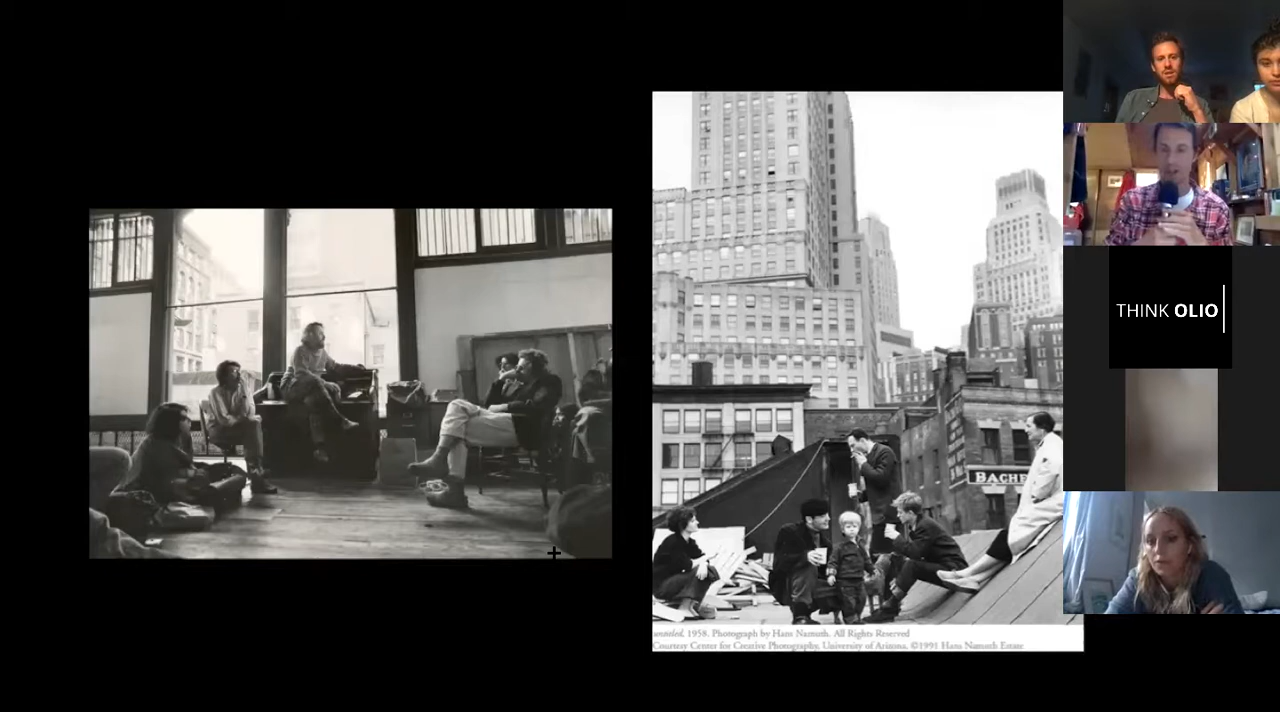 THINK OLIO
BACHE
untitled, 1958. Photograph by Hans Namuth. All Rights Reserved
Courtesy Center for Creative Photography, University of Arizona. ©1991 Hans Namuth Estate